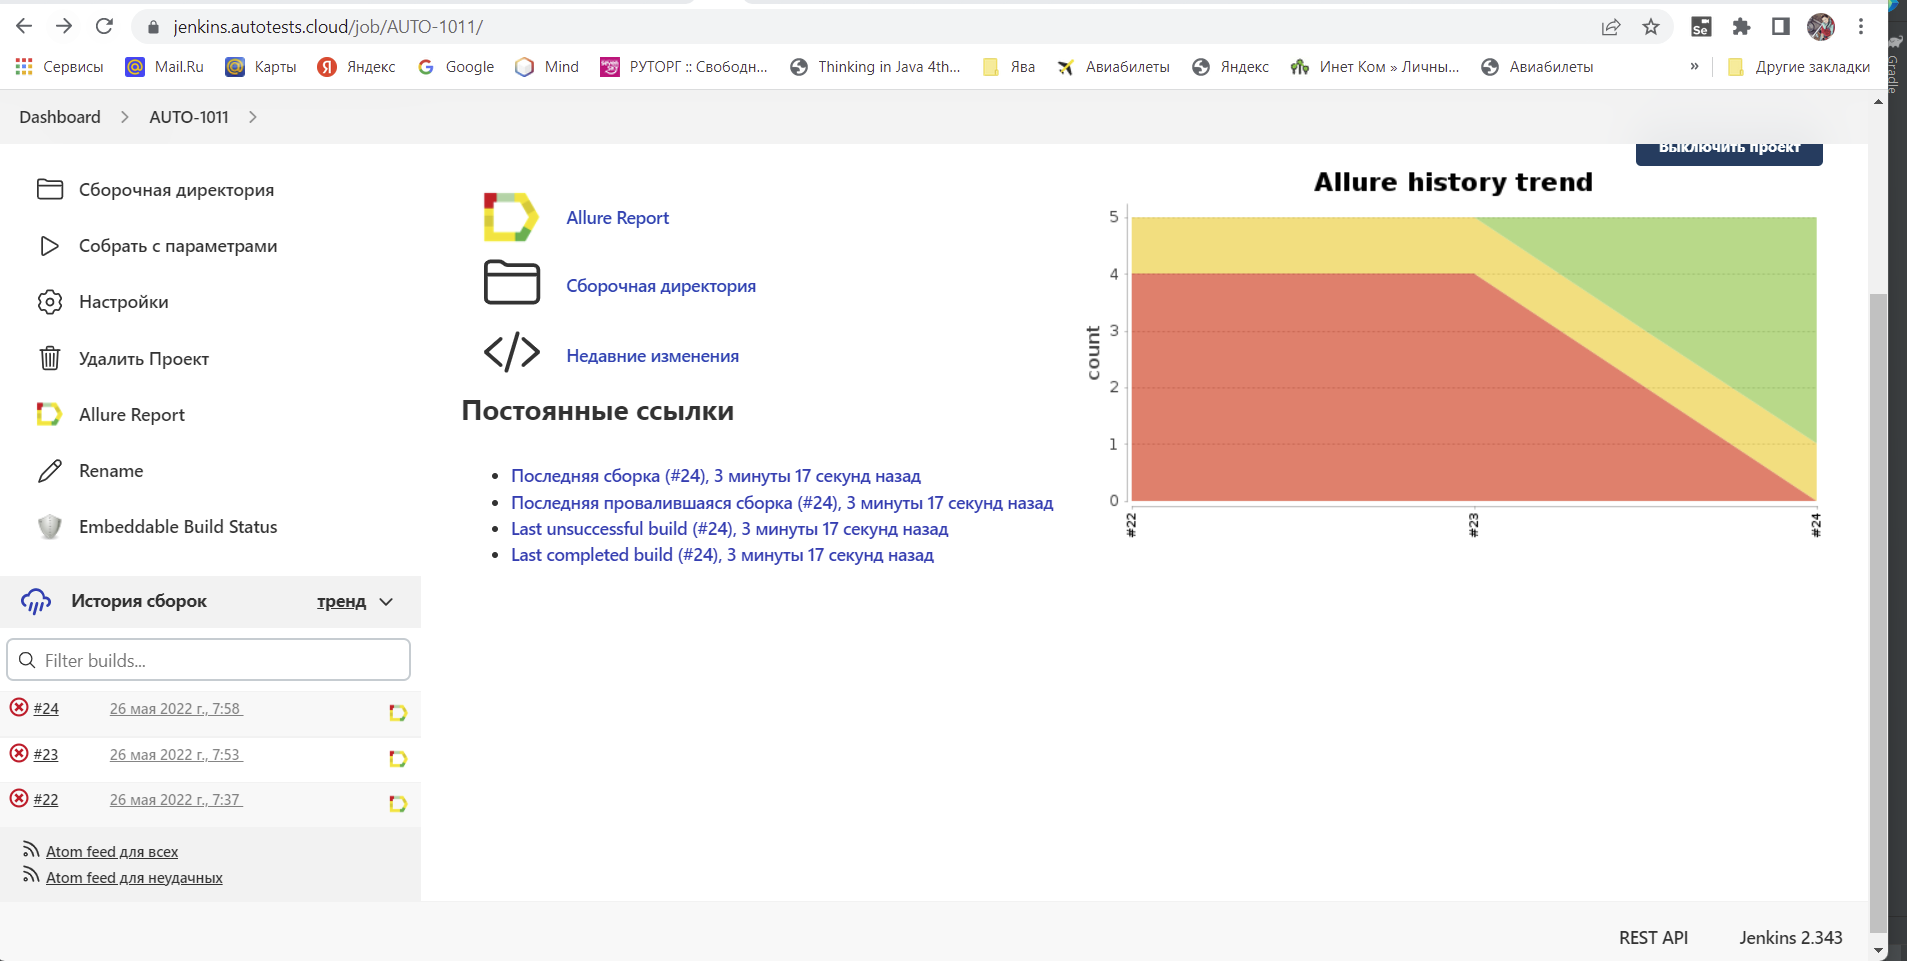 jenkins.autotests.cloud/job/AUTO-1011/
Сервисы Mail.Ru Карты Яндекс Google Mind РУТОРГ :: Свободн... Thinking in Java 4th... Ява Авиабилеты Яндекс Инет Ком » Личны... Авиабилеты » Другие закладки
Gradle
Dashboard AUTO-1011
Выключить проект
Сборочная директория
Собрать с параметрами
Настройки
Удалить Проект
Allure Report
Rename
Embeddable Build Status
История сборок тренд
Filter builds...
#24 26 мая 2022 г., 7:58
#23 26 мая 2022 г., 7:53
#22 26 мая 2022 г., 7:37
Atom feed для всех
Atom feed для неудачных
Allure Report
Сборочная директория
Недавние изменения
Постоянные ссылки
Последняя сборка (#24), 3 минуты 17 секунд назад
Последняя провалившаяся сборка (#24), 3 минуты 17 секунд назад
Last unsuccessful build (#24), 3 минуты 17 секунд назад
Last completed build (#24), 3 минуты 17 секунд назад
Allure history trend
count
5
4
3
2
1
0
#22 #23 #24
REST API Jenkins 2.343